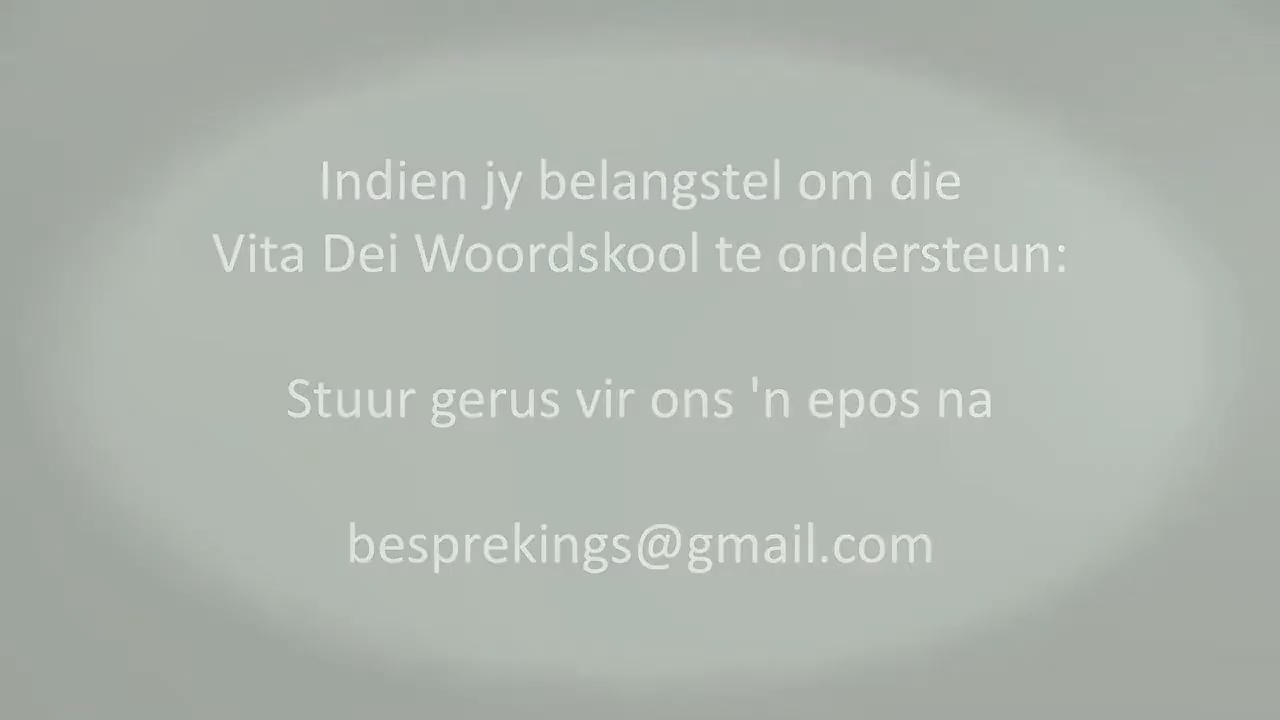 Indien jy belangstel om die
Vita Dei Woordskool te ondersteun:
Stuur gerus vir ons 'n epos na
besprekings@gmail.com